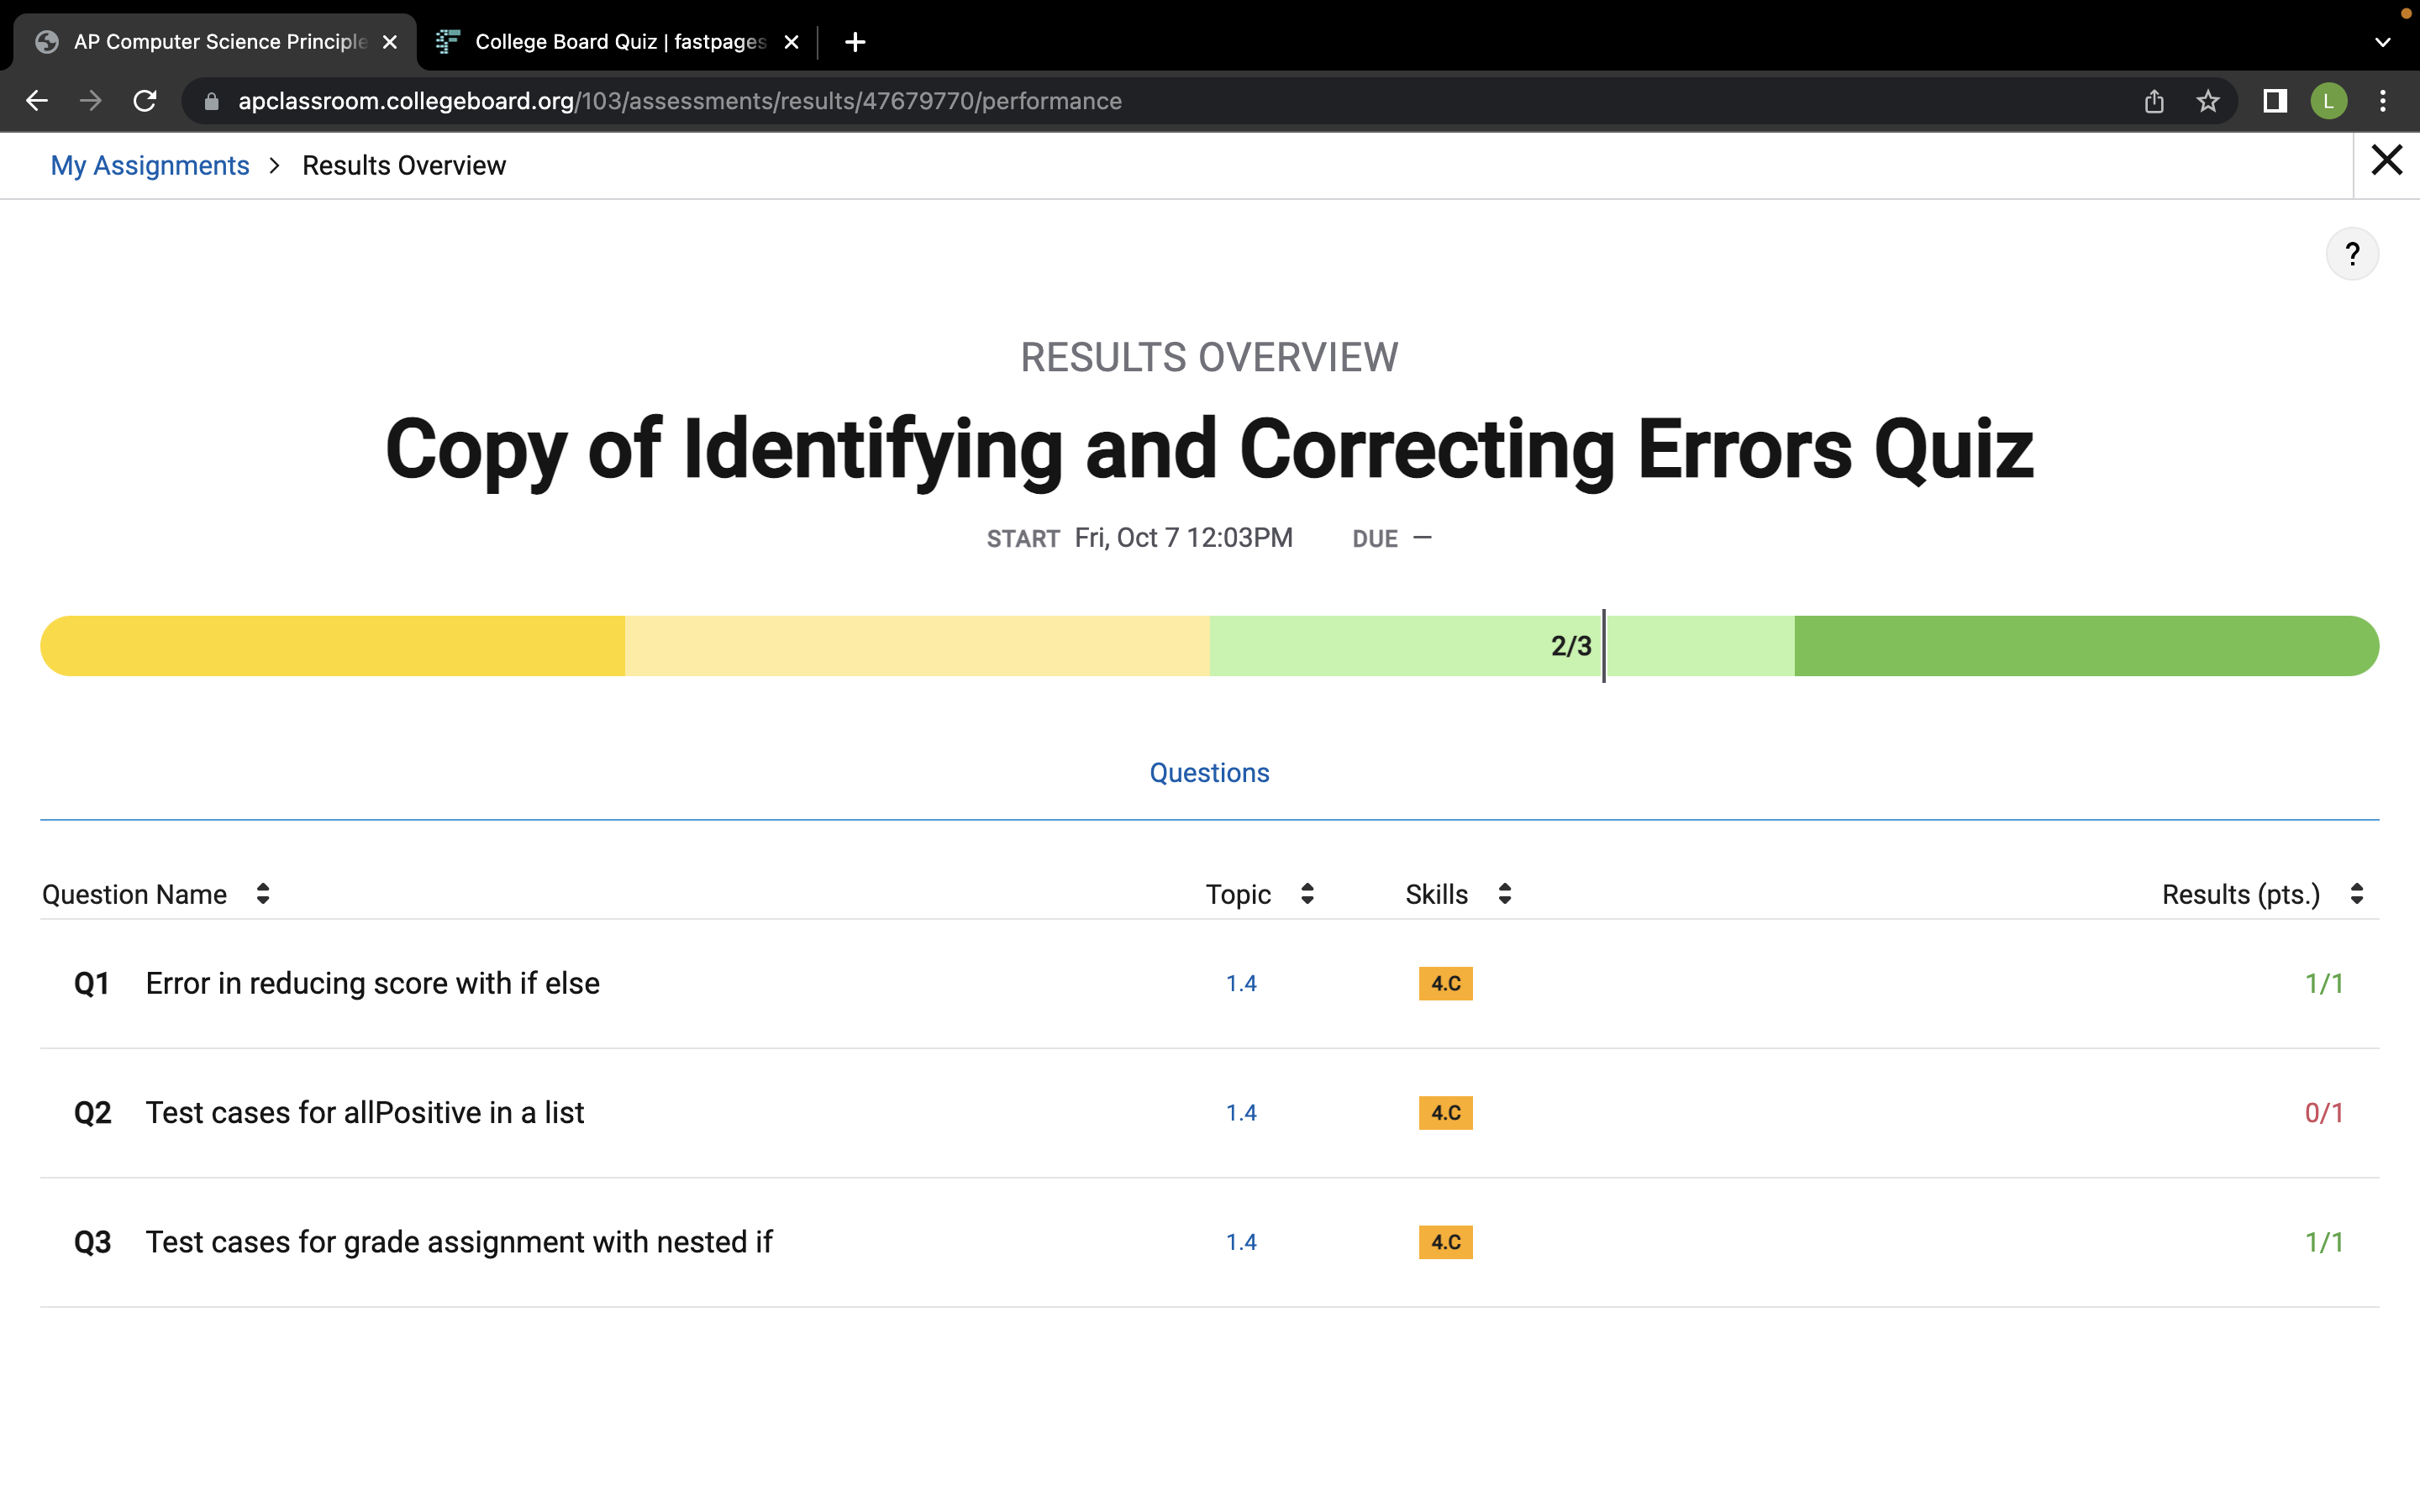 AP Computer Science Principle
College Board Quiz | fastpages
apclassroom.collegeboard.org/103/assessments/results/47679770/performance
L
My Assignments > Results Overview
?
RESULTS OVERVIEW
Copy of Identifying and Correcting Errors Quiz
START Fri, Oct 7 12:03PM DUE —
2/3
Questions
Question Name Topic Skills Results (pts.)
Q1 Error in reducing score with if else 1.4 4.C 1/1
Q2 Test cases for allPositive in a list 1.4 4.C 0/1
Q3 Test cases for grade assignment with nested if 1.4 4.C 1/1